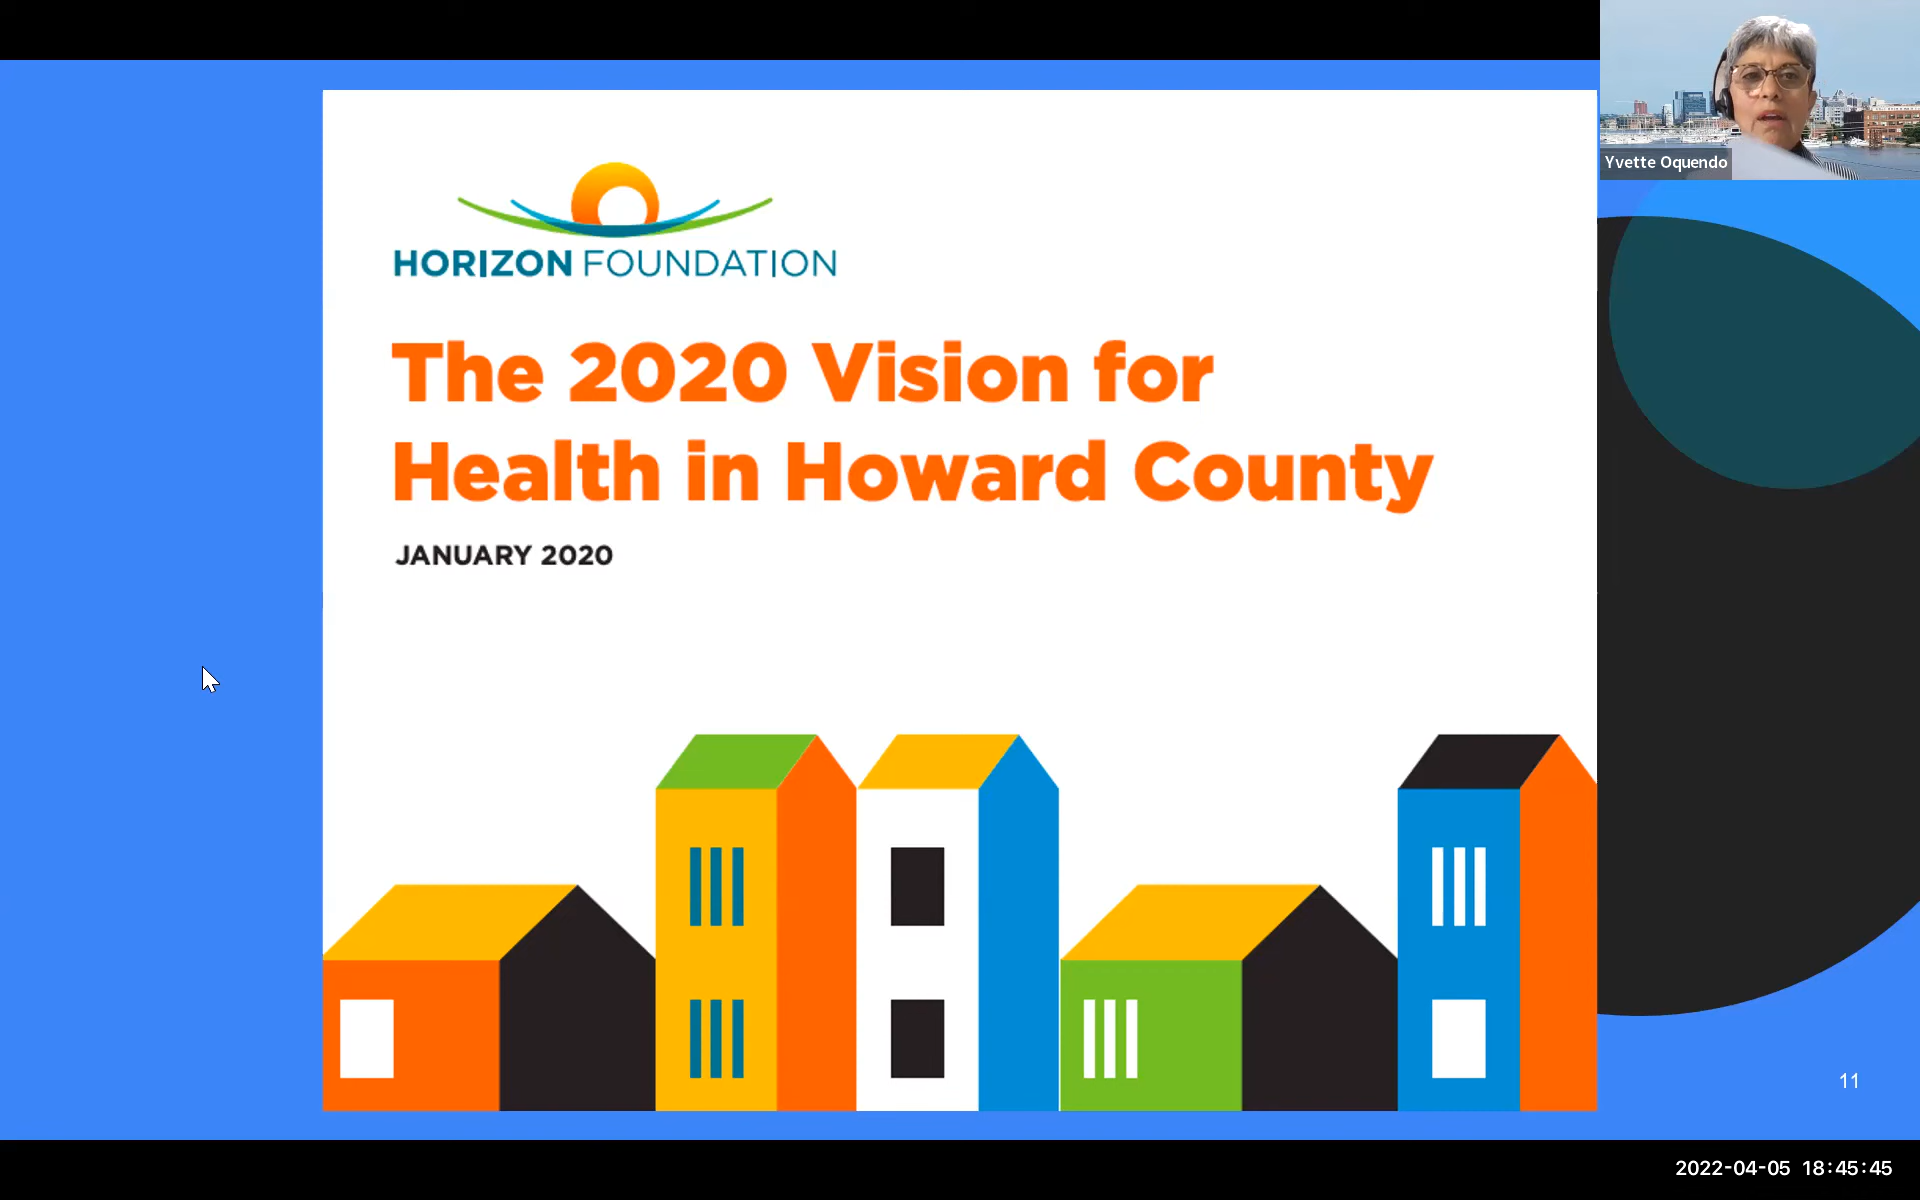 Yvette Oquendo
HORIZON FOUNDATION
The 2020 Vision for
Health in Howard County
JANUARY 2020
11
2022-04-05 18:45:45